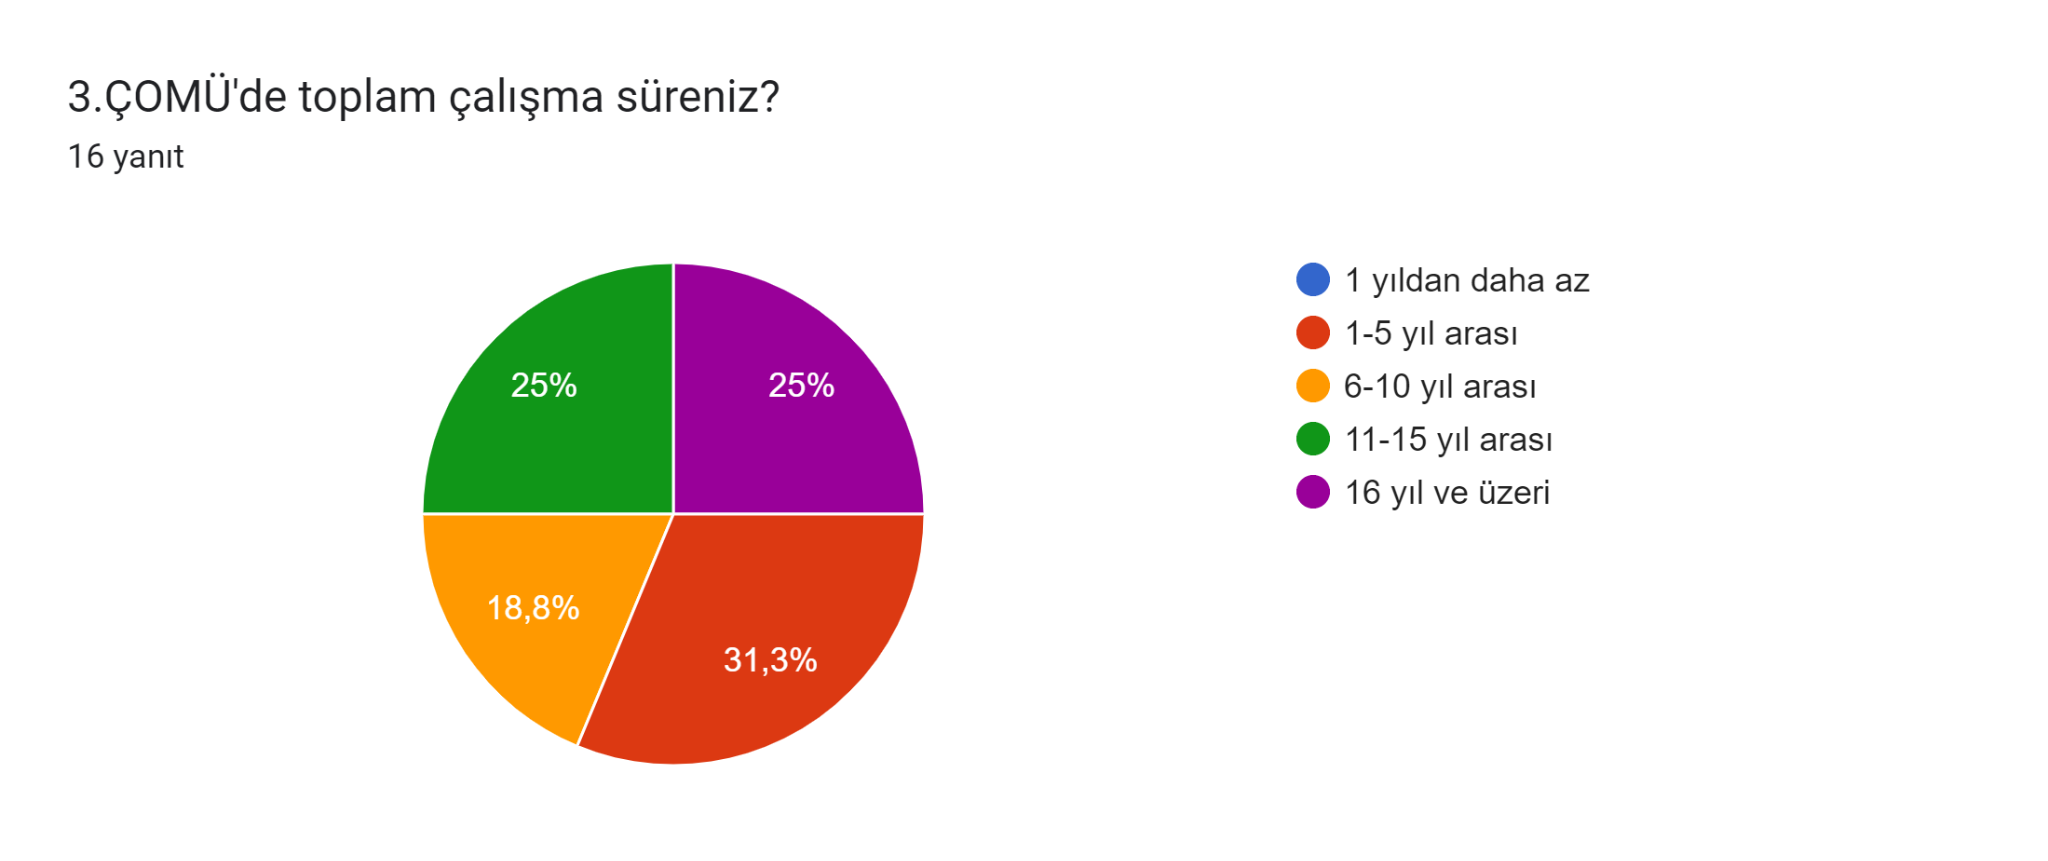 3.ÇOMÜ'de toplam çalışma süreniz?
16 yanıt
25%
25%
18,8%
31,3%
1 yıldan daha az
1-5 yıl arası
6-10 yıl arası
11-15 yıl arası
16 yıl ve üzeri